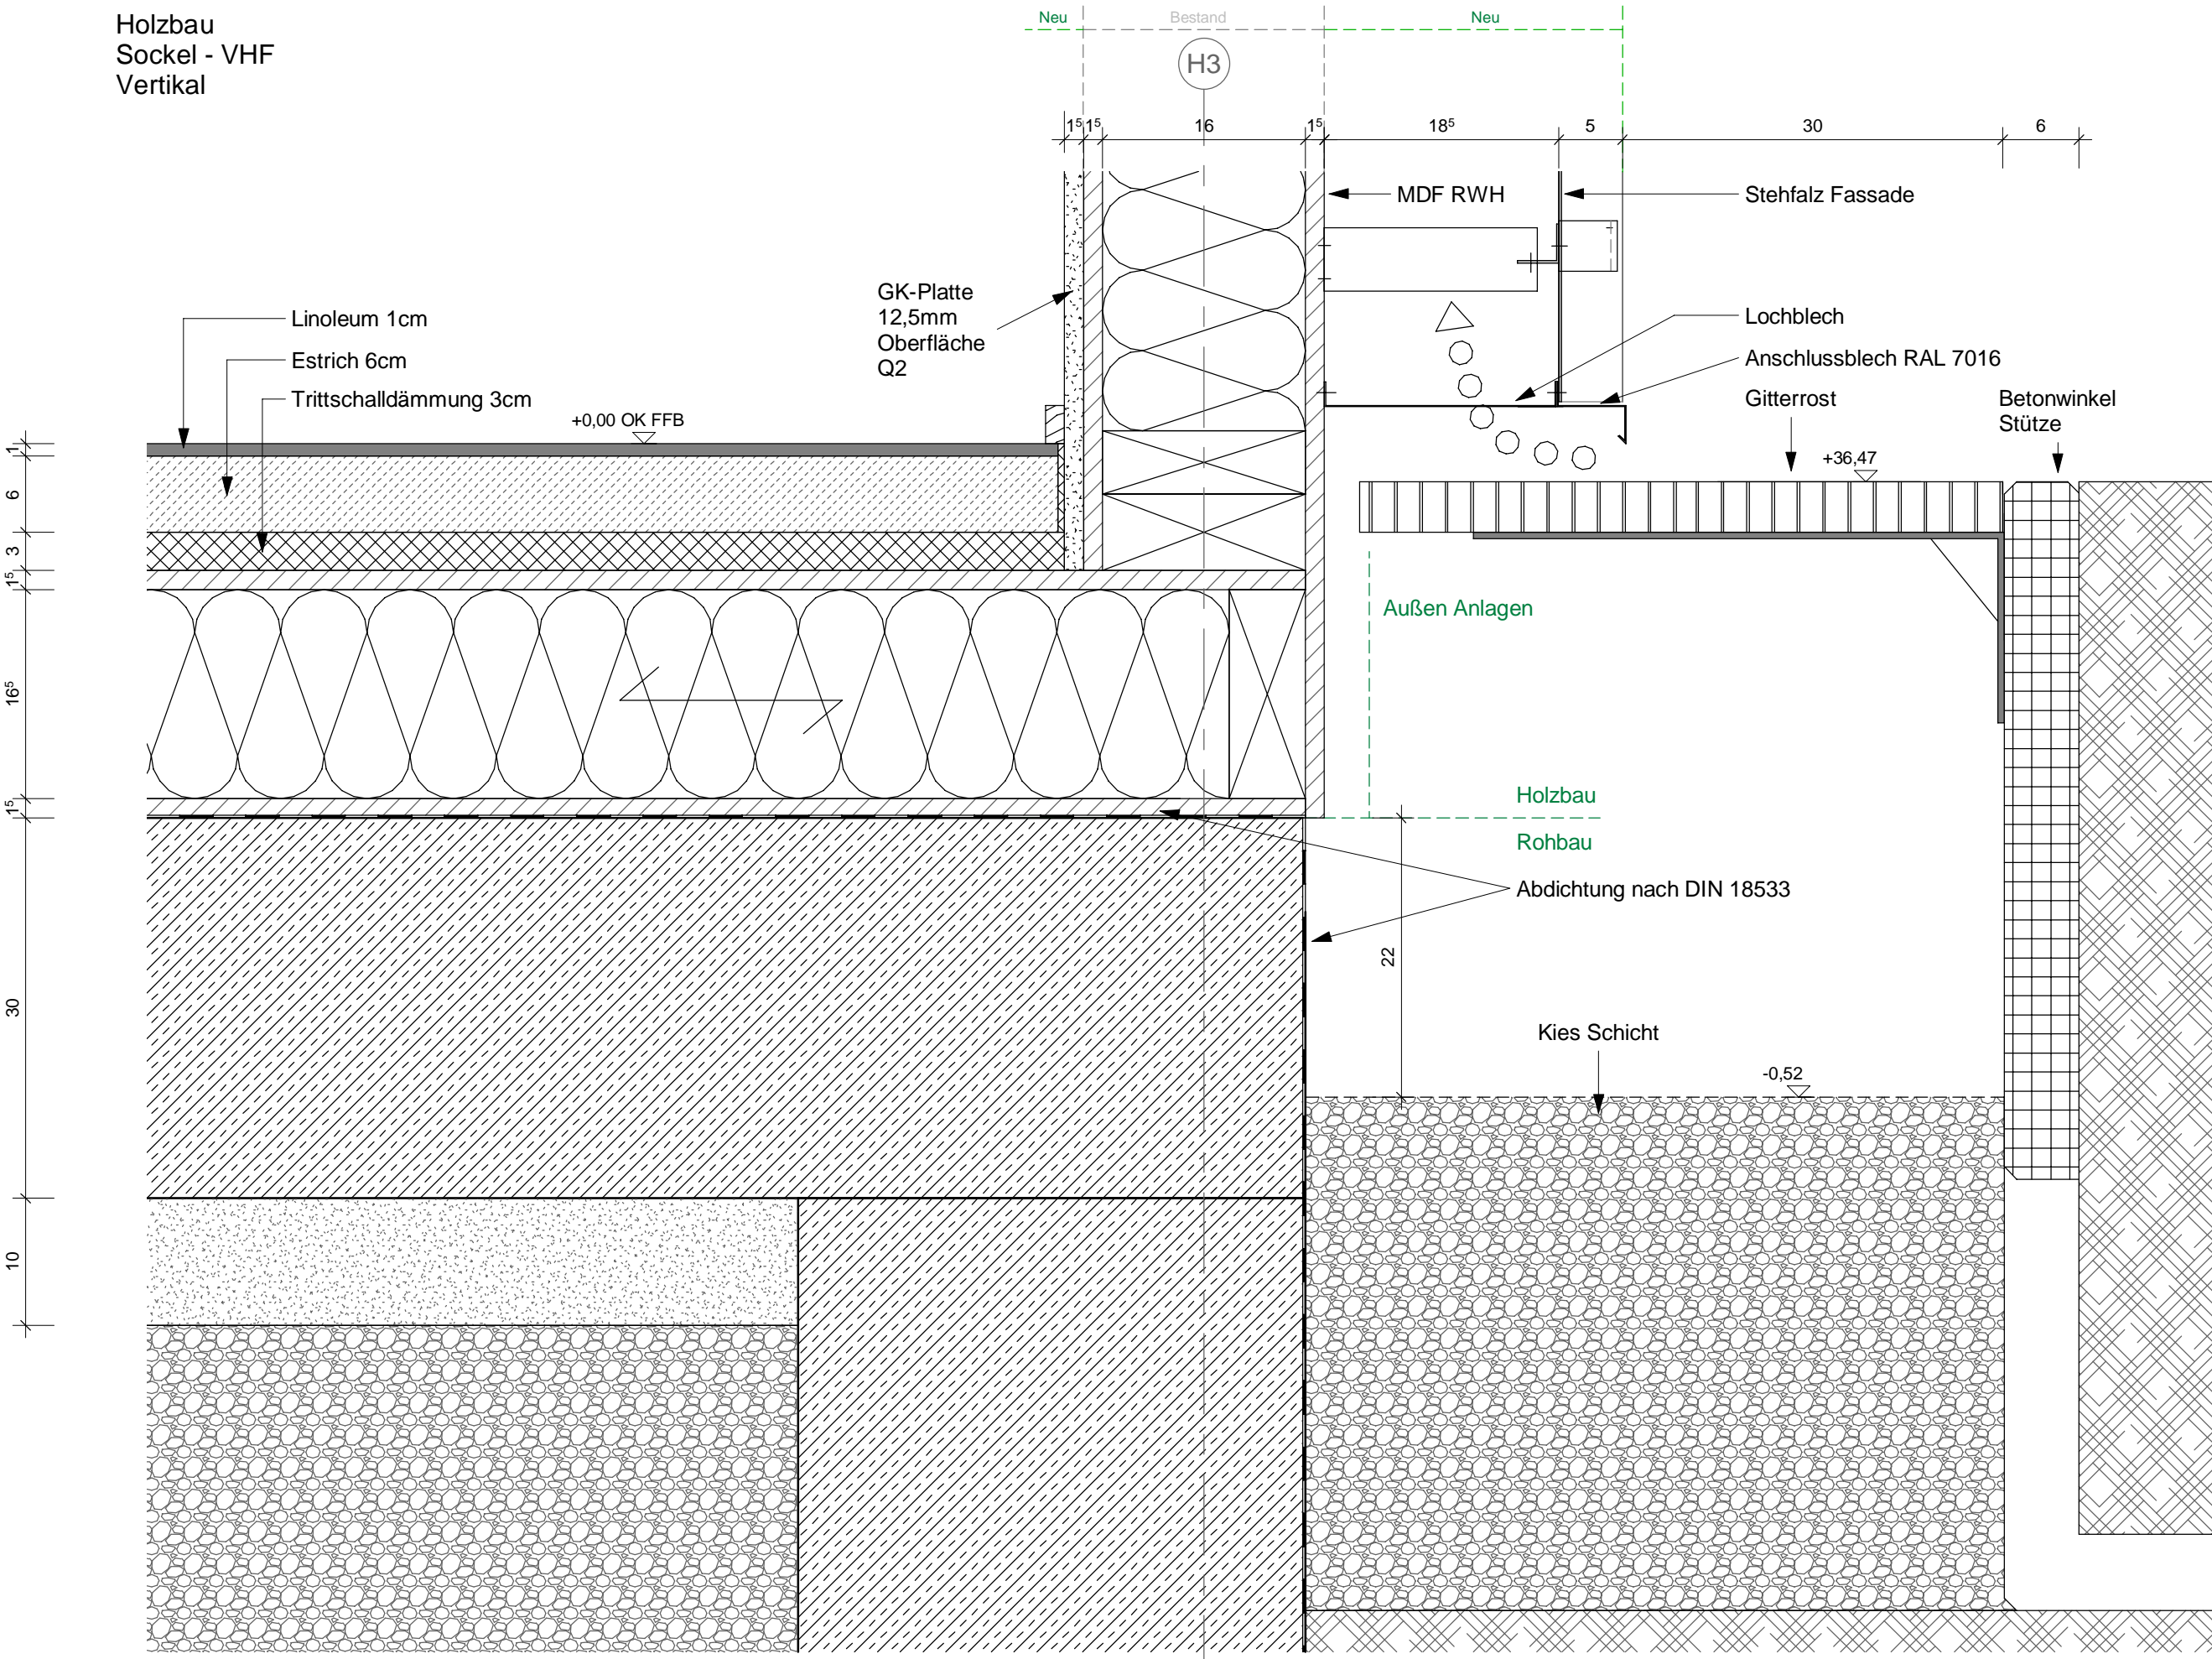 Holzbau
Sockel - VHF
Vertikal
Neu
Bestand
Neu
H3
1⁵
1⁵
16
1⁵
18⁵
5
30
6
MDF RWH
Stehfalz Fassade
GK-Platte
12,5mm
Oberfläche
Q2
Linoleum 1cm
Estrich 6cm
Trittschalldämmung 3cm
+0,00 OK FFB
Lochblech
Anschlussblech RAL 7016
Gitterrost
Betonwinkel
Stütze
+36,47
1
6
3
1⁵
16⁵
1⁵
30
10
Außen Anlagen
Holzbau
Rohbau
Abdichtung nach DIN 18533
22
Kies Schicht
-0,52